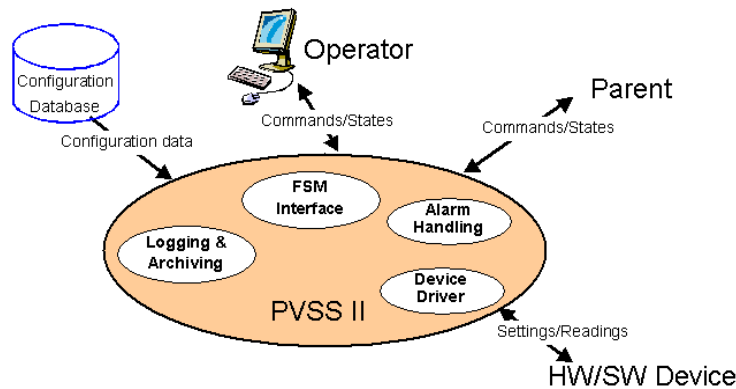 Operator
Configuration
Database
Parent
Commands/States
Commands/States
Configuration data
FSM
Interface
Alarm
Handling
Logging &
Archiving
Device
Driver
PVSS II
Settings/Readings
HW/SW Device